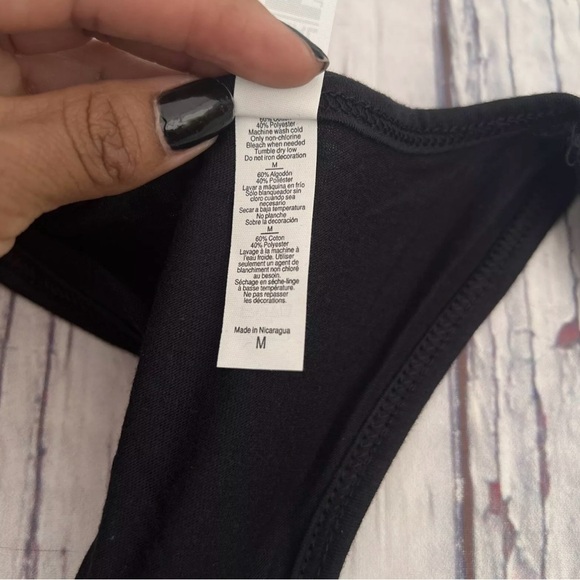 60% Cotton
40% Polyester
Machine wash cold
Only non-chlorine
Bleach when needed
Tumble dry low
Do not iron decoration
M
60% Algodón
40% Poliéster
Lavar a máquina en frío
Solo blanqueador sin
cloro cuando sea
necesario
Secar a baja temperatura
No planche
Sobre la decoración
M
60% Coton
40% Polyester
Lavage à la machine à
l'eau froide. Utiliser
seulement un agent de
blanchiment non chloré
au besoin.
Séchage en sèche-linge
à basse température.
Ne pas repasser
les décorations.
Made in Nicaragua
M